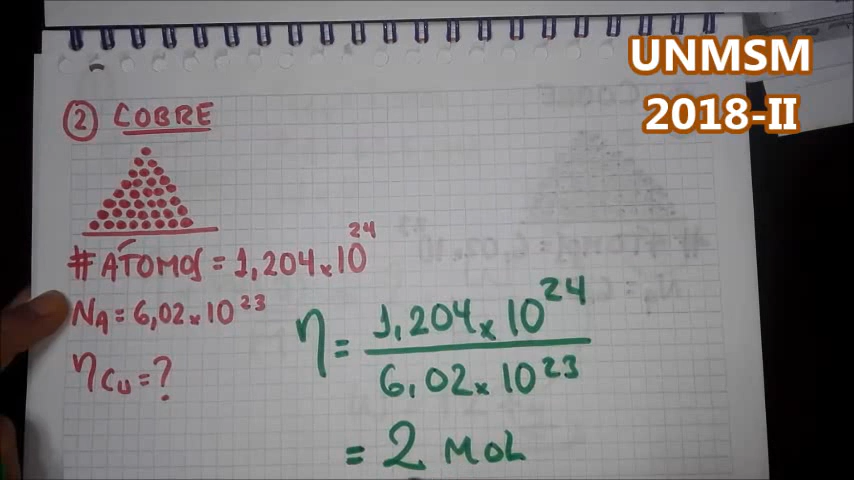 UNMSM
2018-II
2 COBRE
# ÁTOMOS = 1,204 x 10^24
NA = 6,02 x 10^23
ηCu = ?
η = 1,204 x 10^24
6,02 x 10^23
= 2 MOL